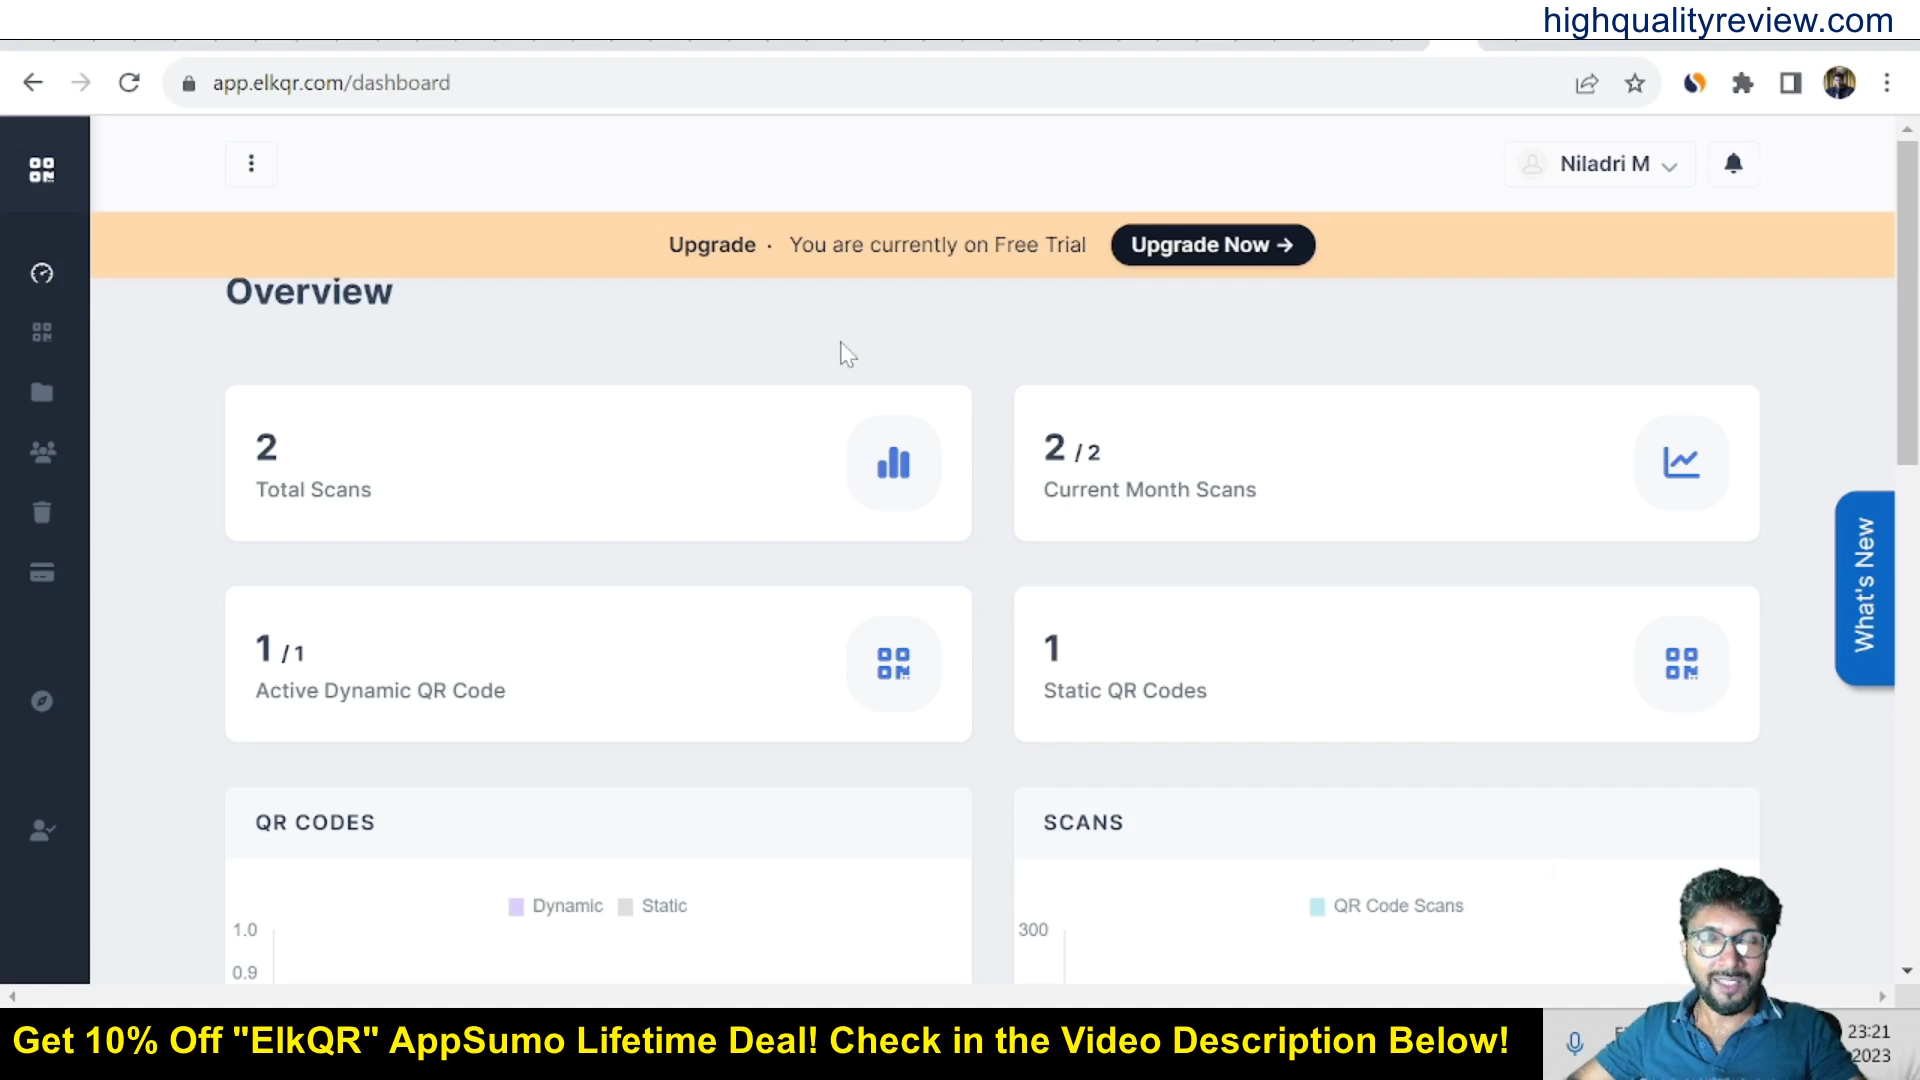 highqualityreview.com
app.elkqr.com/dashboard
Niladri M
Upgrade · You are currently on Free Trial Upgrade Now →
Overview
2
Total Scans
2 / 2
Current Month Scans
1 / 1
Active Dynamic QR Code
1
Static QR Codes
What's New
QR CODES
SCANS
Dynamic Static
QR Code Scans
1.0
0.9
300
Get 10% Off "ElkQR" AppSumo Lifetime Deal! Check in the Video Description Below!
23:21
2023